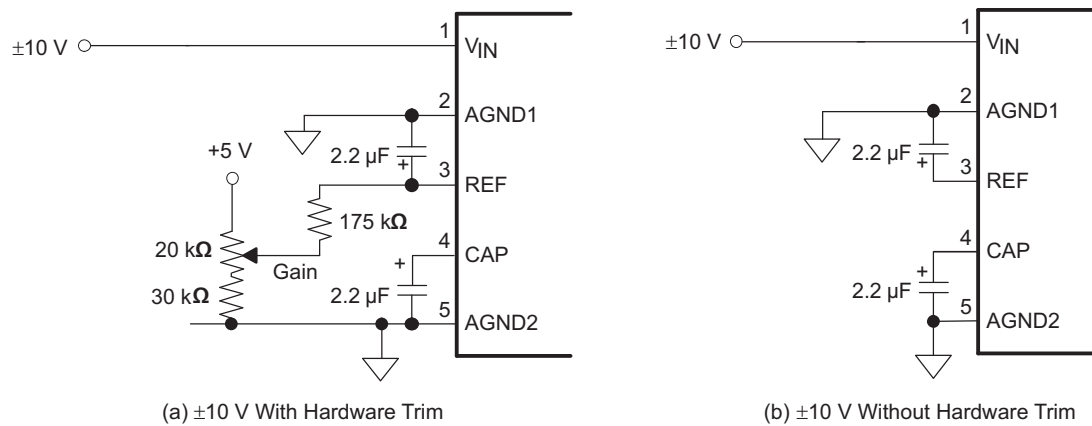 ±10 V
1
V_IN
2
AGND1
2.2 µF
+
3
REF
+5 V
175 kΩ
20 kΩ
Gain
30 kΩ
4
CAP
+
2.2 µF
5
AGND2
(a) ±10 V With Hardware Trim
±10 V
1
V_IN
2
AGND1
2.2 µF
+
3
REF
4
CAP
+
2.2 µF
5
AGND2
(b) ±10 V Without Hardware Trim